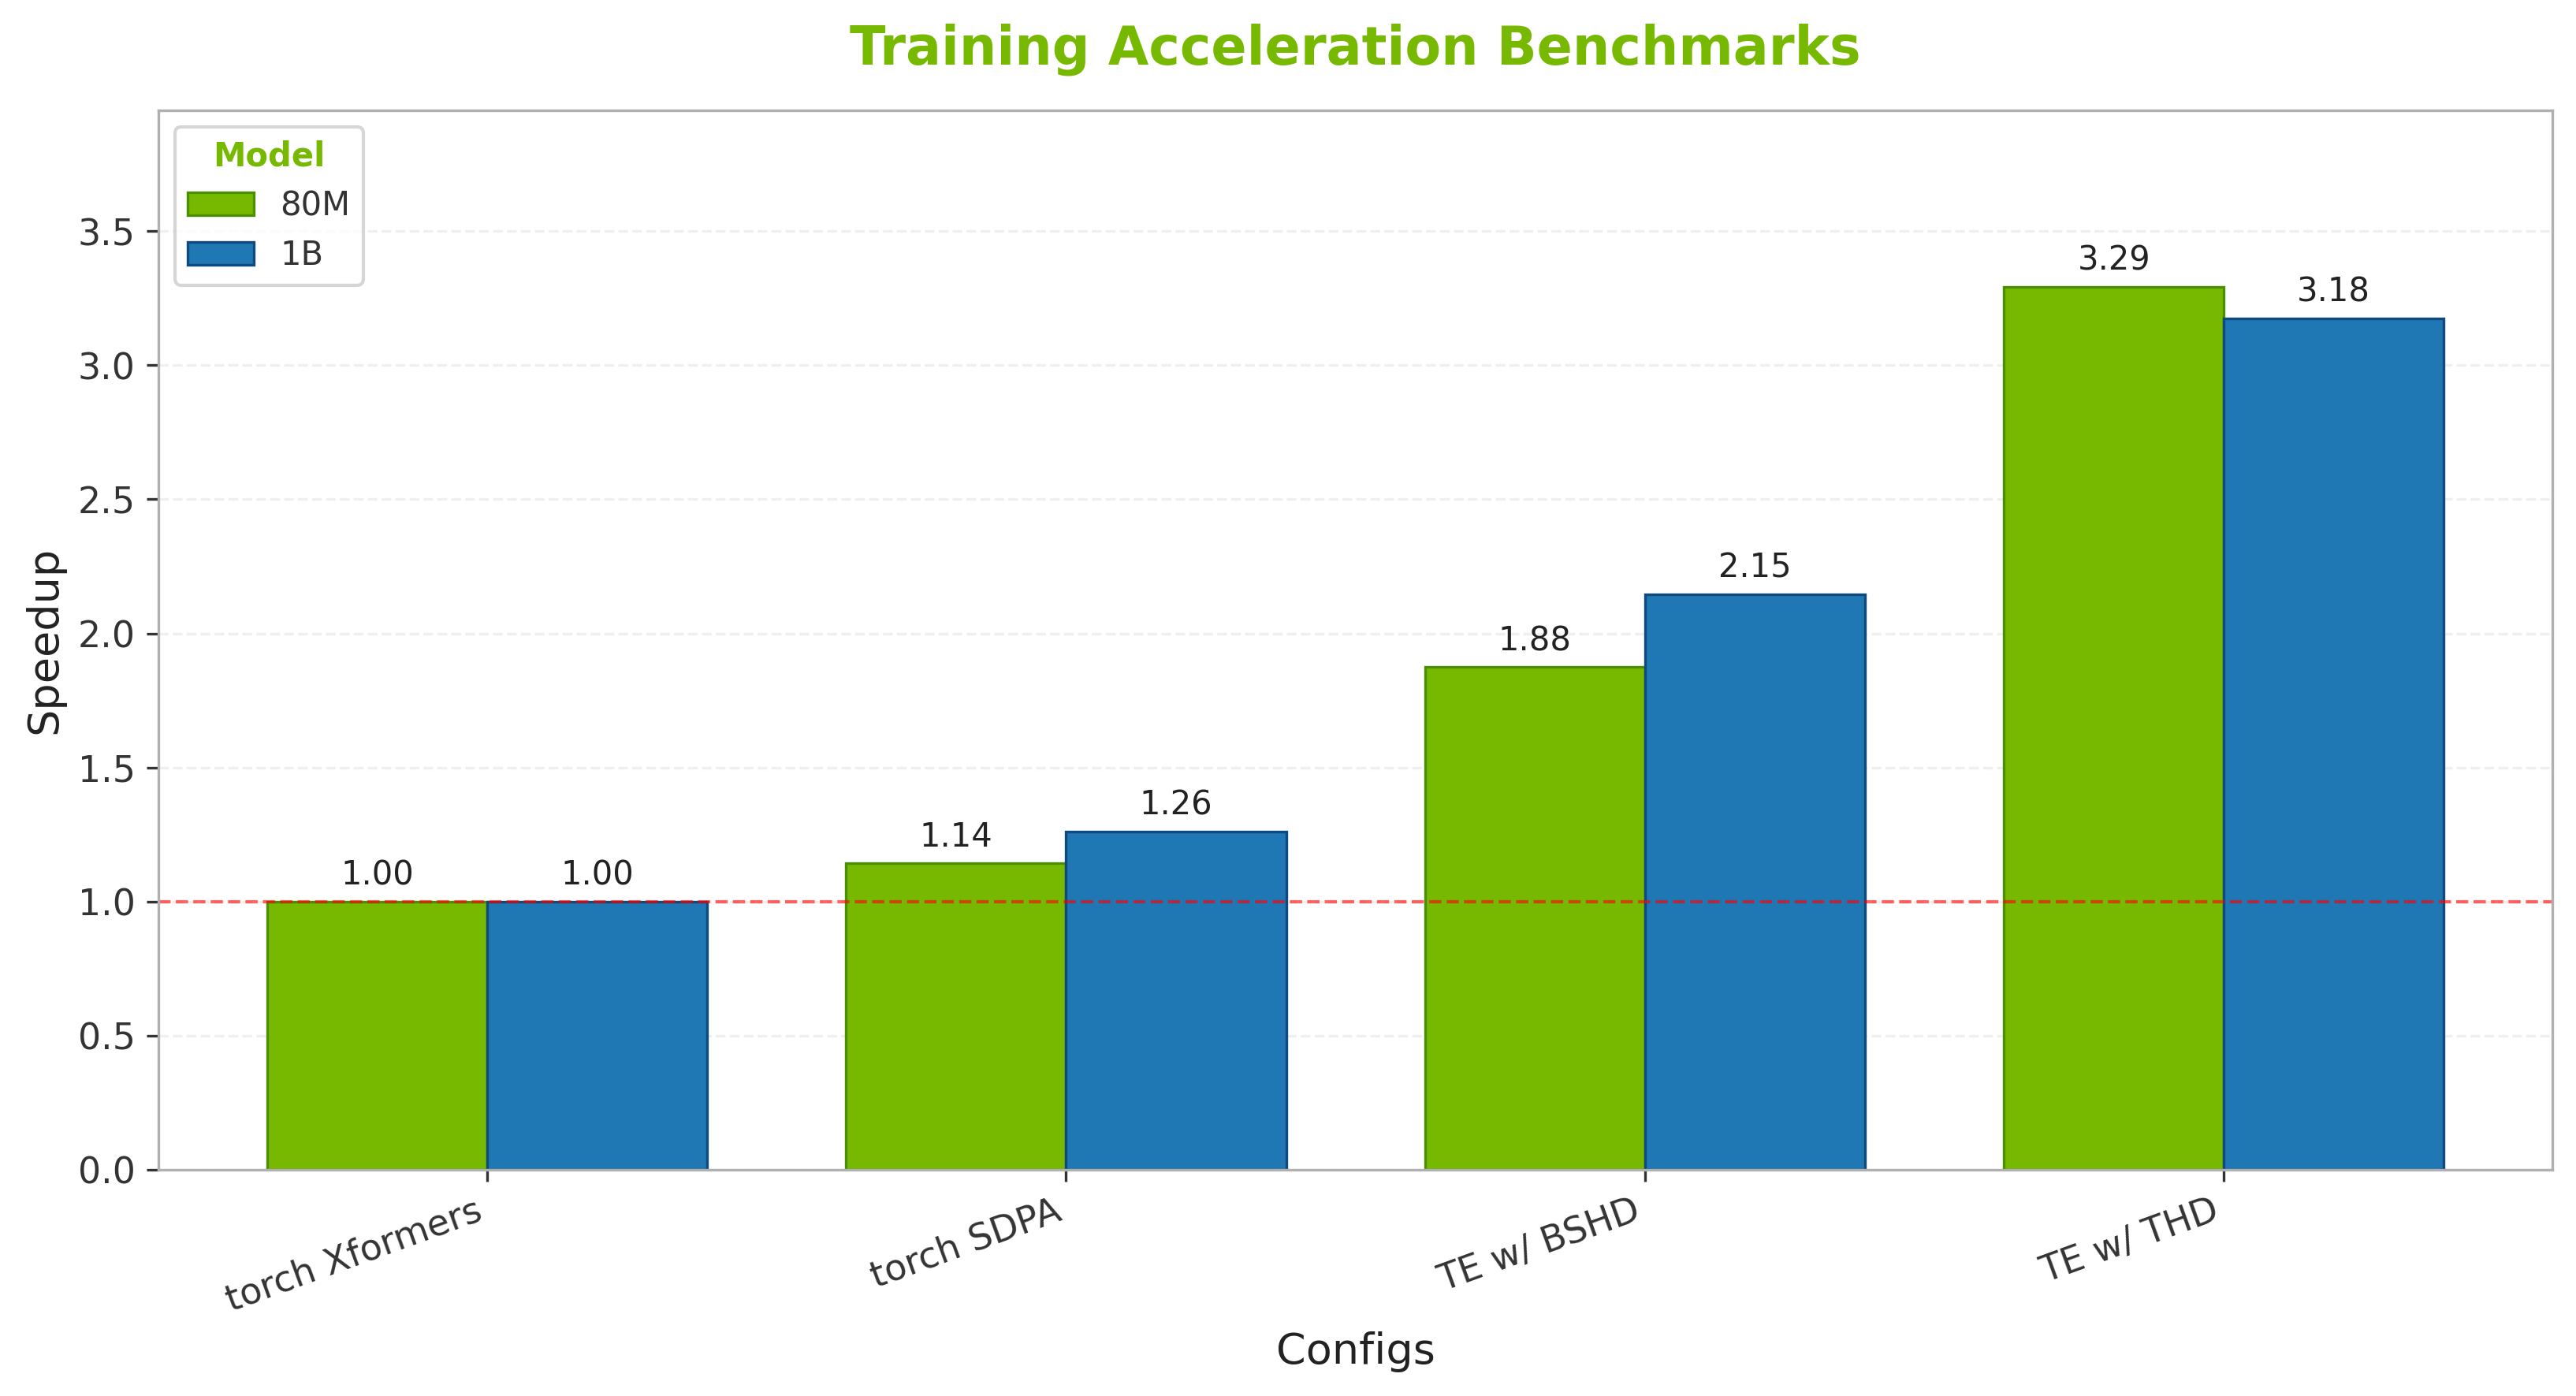 Training Acceleration Benchmarks
Model
80M
1B
Speedup
3.5
3.0
2.5
2.0
1.5
1.0
0.5
0.0
1.00
1.00
1.14
1.26
1.88
2.15
3.29
3.18
torch Xformers
torch SDPA
TE w/ BSHD
TE w/ THD
Configs